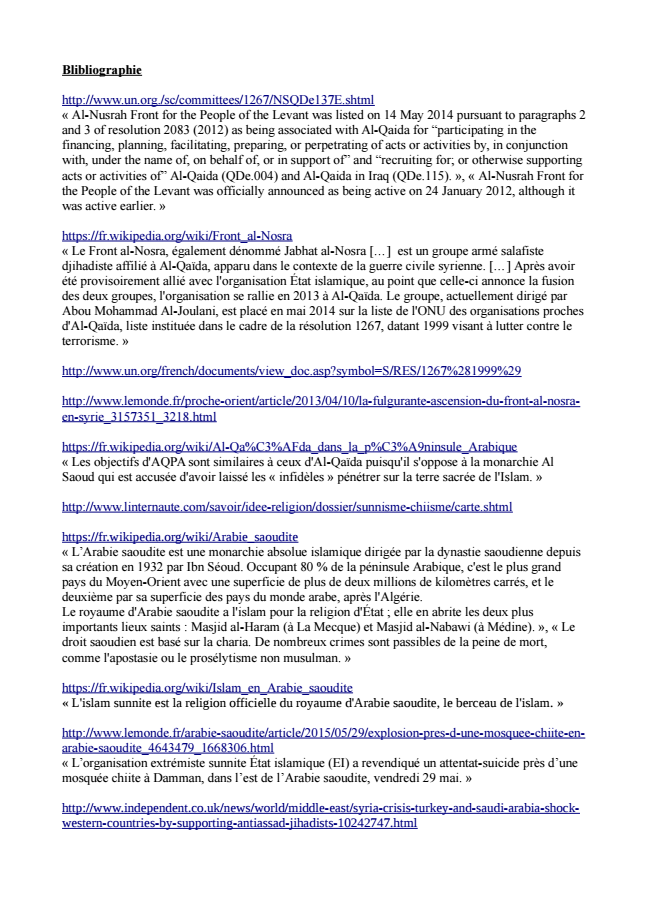 Blibliographie
http://www.un.org./sc/committees/1267/NSQDe137E.shtml
« Al-Nusrah Front for the People of the Levant was listed on 14 May 2014 pursuant to paragraphs 2
and 3 of resolution 2083 (2012) as being associated with Al-Qaida for “participating in the
financing, planning, facilitating, preparing, or perpetrating of acts or activities by, in conjunction
with, under the name of, on behalf of, or in support of” and “recruiting for; or otherwise supporting
acts or activities of” Al-Qaida (QDe.004) and Al-Qaida in Iraq (QDe.115). », « Al-Nusrah Front for
the People of the Levant was officially announced as being active on 24 January 2012, although it
was active earlier. »
https://fr.wikipedia.org/wiki/Front_al-Nosra
« Le Front al-Nosra, également dénommé Jabhat al-Nosra [...]  est un groupe armé salafiste
djihadiste affilié à Al-Qaïda, apparu dans le contexte de la guerre civile syrienne. [...] Après avoir
été provisoirement allié avec l'organisation État islamique, au point que celle-ci annonce la fusion
des deux groupes, l'organisation se rallie en 2013 à Al-Qaïda. Le groupe, actuellement dirigé par
Abou Mohammad Al-Joulani, est placé en mai 2014 sur la liste de l'ONU des organisations proches
d'Al-Qaïda, liste instituée dans le cadre de la résolution 1267, datant 1999 visant à lutter contre le
terrorisme. »
http://www.un.org/french/documents/view_doc.asp?symbol=S/RES/1267%281999%29
http://www.lemonde.fr/proche-orient/article/2013/04/10/la-fulgurante-ascension-du-front-al-nosra-
en-syrie_3157351_3218.html
https://fr.wikipedia.org/wiki/Al-Qa%C3%AFda_dans_la_p%C3%A9ninsule_Arabique
« Les objectifs d'AQPA sont similaires à ceux d'Al-Qaïda puisqu'il s'oppose à la monarchie Al
Saoud qui est accusée d'avoir laissé les « infidèles » pénétrer sur la terre sacrée de l'Islam. »
http://www.linternaute.com/savoir/idee-religion/dossier/sunnisme-chiisme/carte.shtml
https://fr.wikipedia.org/wiki/Arabie_saoudite
« L’Arabie saoudite est une monarchie absolue islamique dirigée par la dynastie saoudienne depuis
sa création en 1932 par Ibn Séoud. Occupant 80 % de la péninsule Arabique, c'est le plus grand
pays du Moyen-Orient avec une superficie de plus de deux millions de kilomètres carrés, et le
deuxième par sa superficie des pays du monde arabe, après l'Algérie.
Le royaume d'Arabie saoudite a l'islam pour la religion d'État ; elle en abrite les deux plus
importants lieux saints : Masjid al-Haram (à La Mecque) et Masjid al-Nabawi (à Médine). », « Le
droit saoudien est basé sur la charia. De nombreux crimes sont passibles de la peine de mort,
comme l'apostasie ou le prosélytisme non musulman. »
https://fr.wikipedia.org/wiki/Islam_en_Arabie_saoudite
« L'islam sunnite est la religion officielle du royaume d'Arabie saoudite, le berceau de l'islam. »
http://www.lemonde.fr/arabie-saoudite/article/2015/05/29/explosion-pres-d-une-mosquee-chiite-en-
arabie-saoudite_4643479_1668306.html
« L’organisation extrémiste sunnite État islamique (EI) a revendiqué un attentat-suicide près d’une
mosquée chiite à Damman, dans l’est de l’Arabie saoudite, vendredi 29 mai. »
http://www.independent.co.uk/news/world/middle-east/syria-crisis-turkey-and-saudi-arabia-shock-
western-countries-by-supporting-antiassad-jihadists-10242747.html